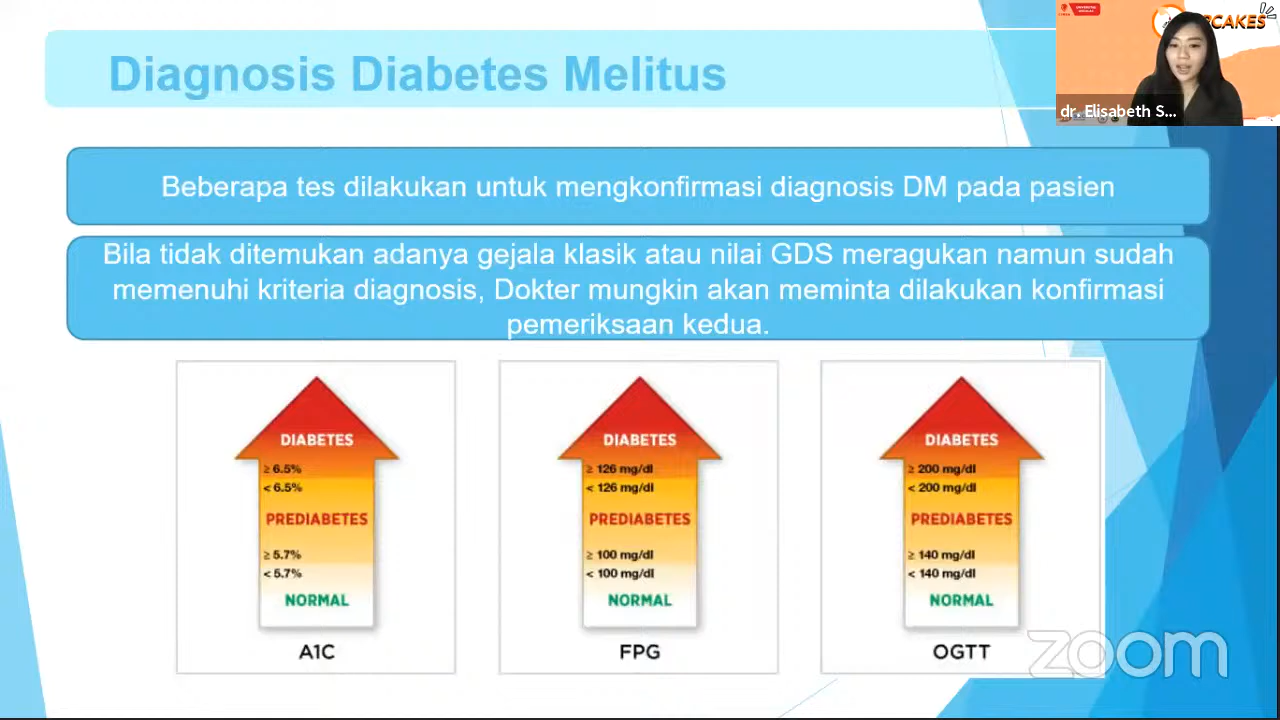 Diagnosis Diabetes Melitus
dr. Elisabeth S...
Beberapa tes dilakukan untuk mengkonfirmasi diagnosis DM pada pasien
Bila tidak ditemukan adanya gejala klasik atau nilai GDS meragukan namun sudah
memenuhi kriteria diagnosis, Dokter mungkin akan meminta dilakukan konfirmasi
pemeriksaan kedua.
DIABETES
≥ 6.5%
< 6.5%
PREDIABETES
≥ 5.7%
< 5.7%
NORMAL
A1C
DIABETES
≥ 126 mg/dl
< 126 mg/dl
PREDIABETES
≥ 100 mg/dl
< 100 mg/dl
NORMAL
FPG
DIABETES
≥ 200 mg/dl
< 200 mg/dl
PREDIABETES
≥ 140 mg/dl
< 140 mg/dl
NORMAL
OGTT
zoom